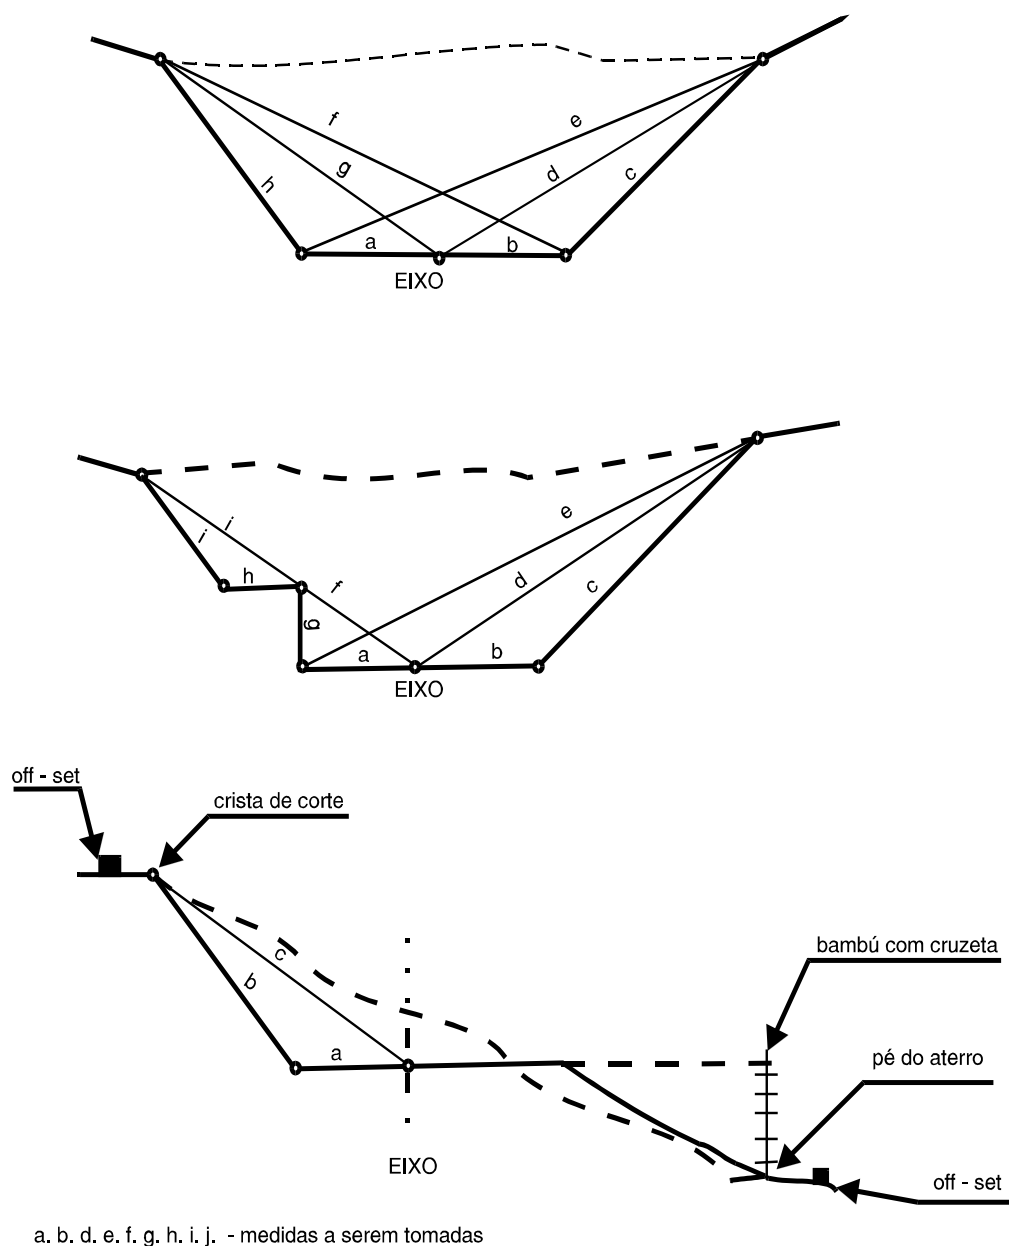 f
e
g
d
c
h
a
b
EIXO
e
i
i
d
h
f
c
g
a
b
EIXO
off - set
crista de corte
c
b
bambú com cruzeta
a
pé do aterro
EIXO
off - set
a. b. d. e. f. g. h. i. j. - medidas a serem tomadas